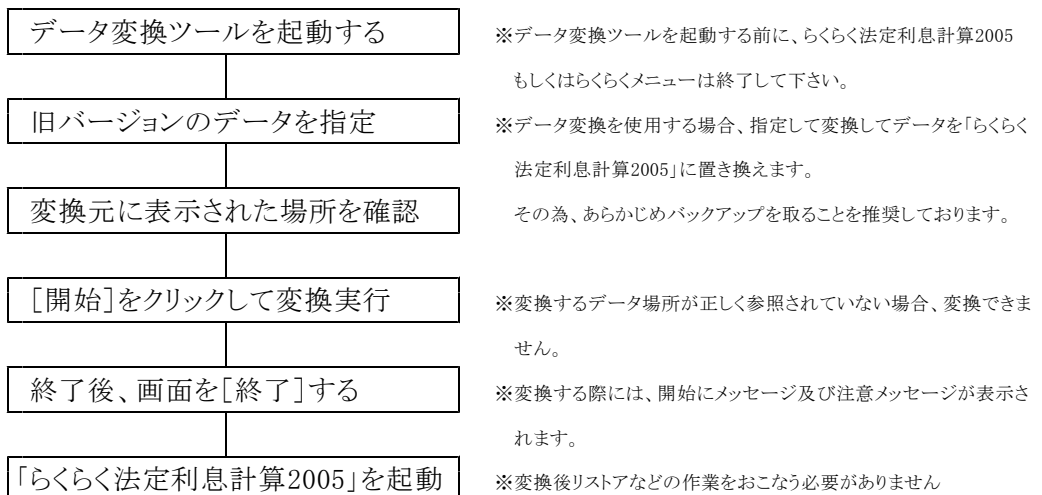 データ変換ツールを起動する
※データ変換ツールを起動する前に、らくらく法定利息計算2005
もしくはらくらくメニューは終了して下さい。
旧バージョンのデータを指定
※データ変換を使用する場合、指定して変換してデータを「らくらく
法定利息計算2005」に置き換えます。
変換元に表示された場所を確認
その為、あらかじめバックアップを取ることを推奨しております。
[開始]をクリックして変換実行
※変換するデータ場所が正しく参照されていない場合、変換できま
せん。
終了後、画面を[終了]する
※変換する際には、開始にメッセージ及び注意メッセージが表示さ
れます。
「らくらく法定利息計算2005」を起動
※変換後リストアなどの作業をおこなう必要がありません